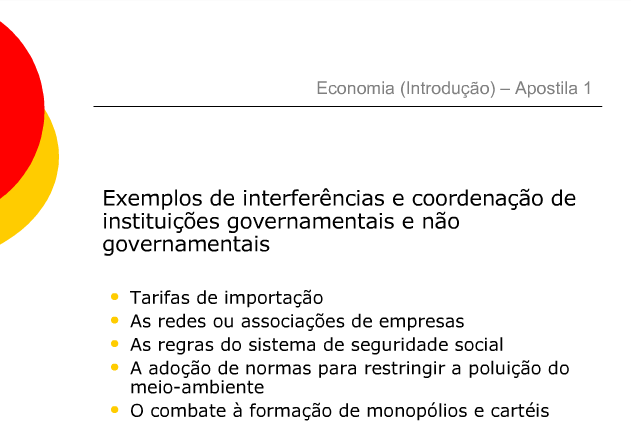 Economia (Introdução) – Apostila 1
Exemplos de interferências e coordenação de
instituições governamentais e não
governamentais
Tarifas de importação
As redes ou associações de empresas
As regras do sistema de seguridade social
A adoção de normas para restringir a poluição do
meio-ambiente
O combate à formação de monopólios e cartéis